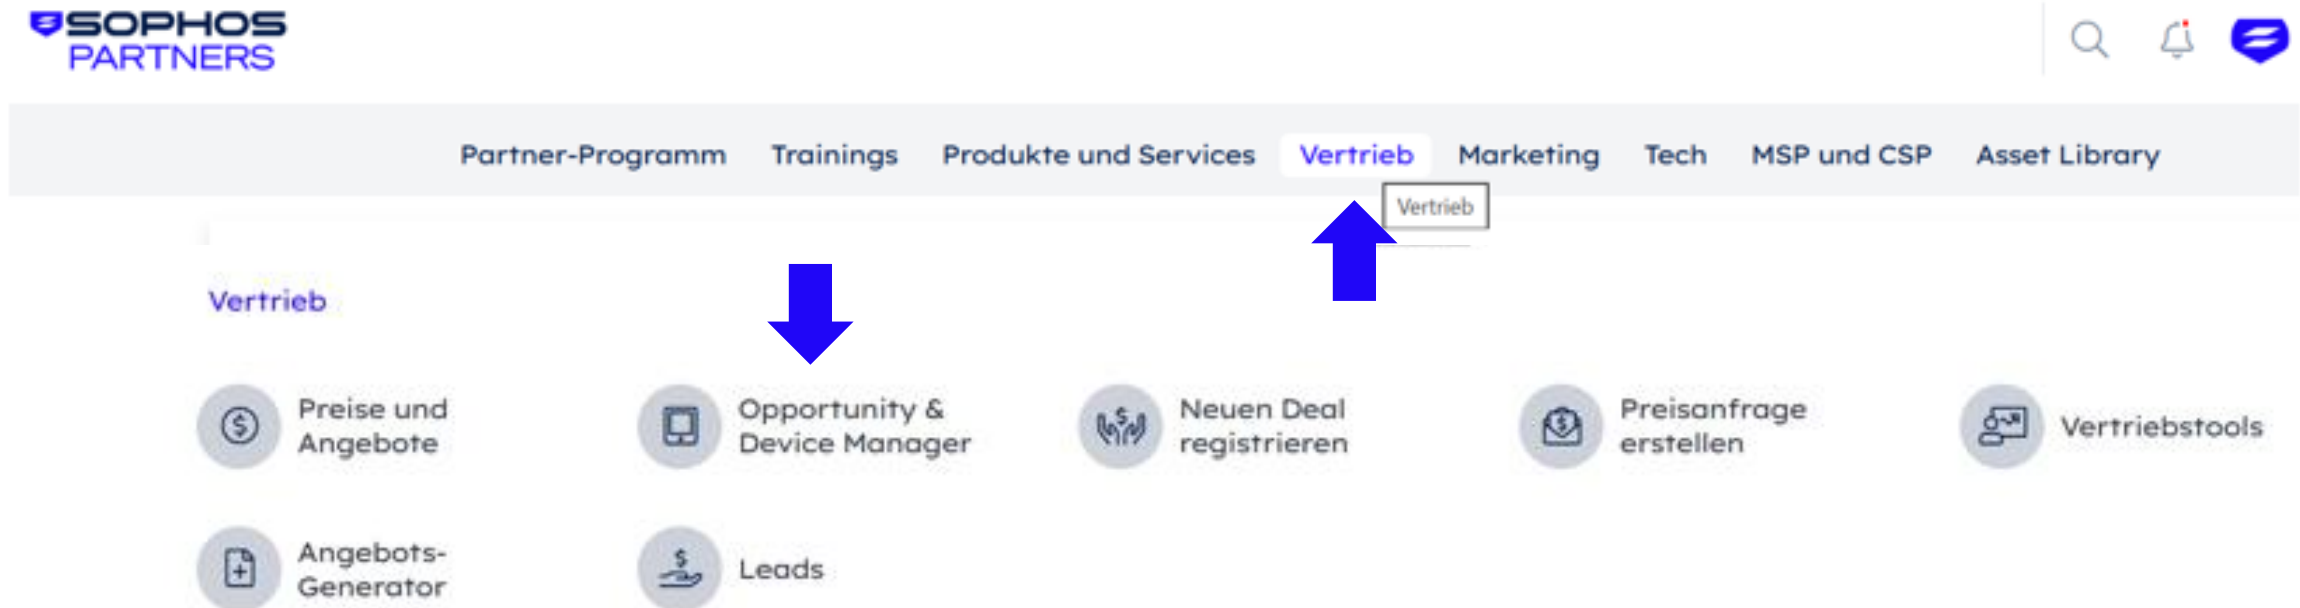 SOPHOS
PARTNERS
Partner-Programm Trainings Produkte und Services Vertrieb Marketing Tech MSP und CSP Asset Library
Vertrieb
Vertrieb
Preise und
Angebote
Opportunity &
Device Manager
Neuen Deal
registrieren
Preisanfrage
erstellen
Vertriebstools
Angebots-
Generator
Leads